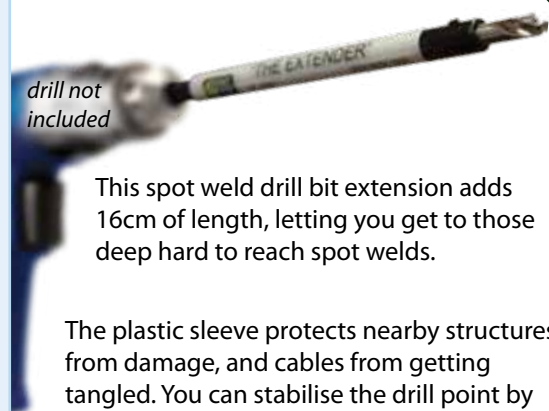 THE EXTENDER
drill not
included
This spot weld drill bit extension adds
16cm of length, letting you get to those
deep hard to reach spot welds.
The plastic sleeve protects nearby structures
from damage, and cables from getting
tangled. You can stabilise the drill point by